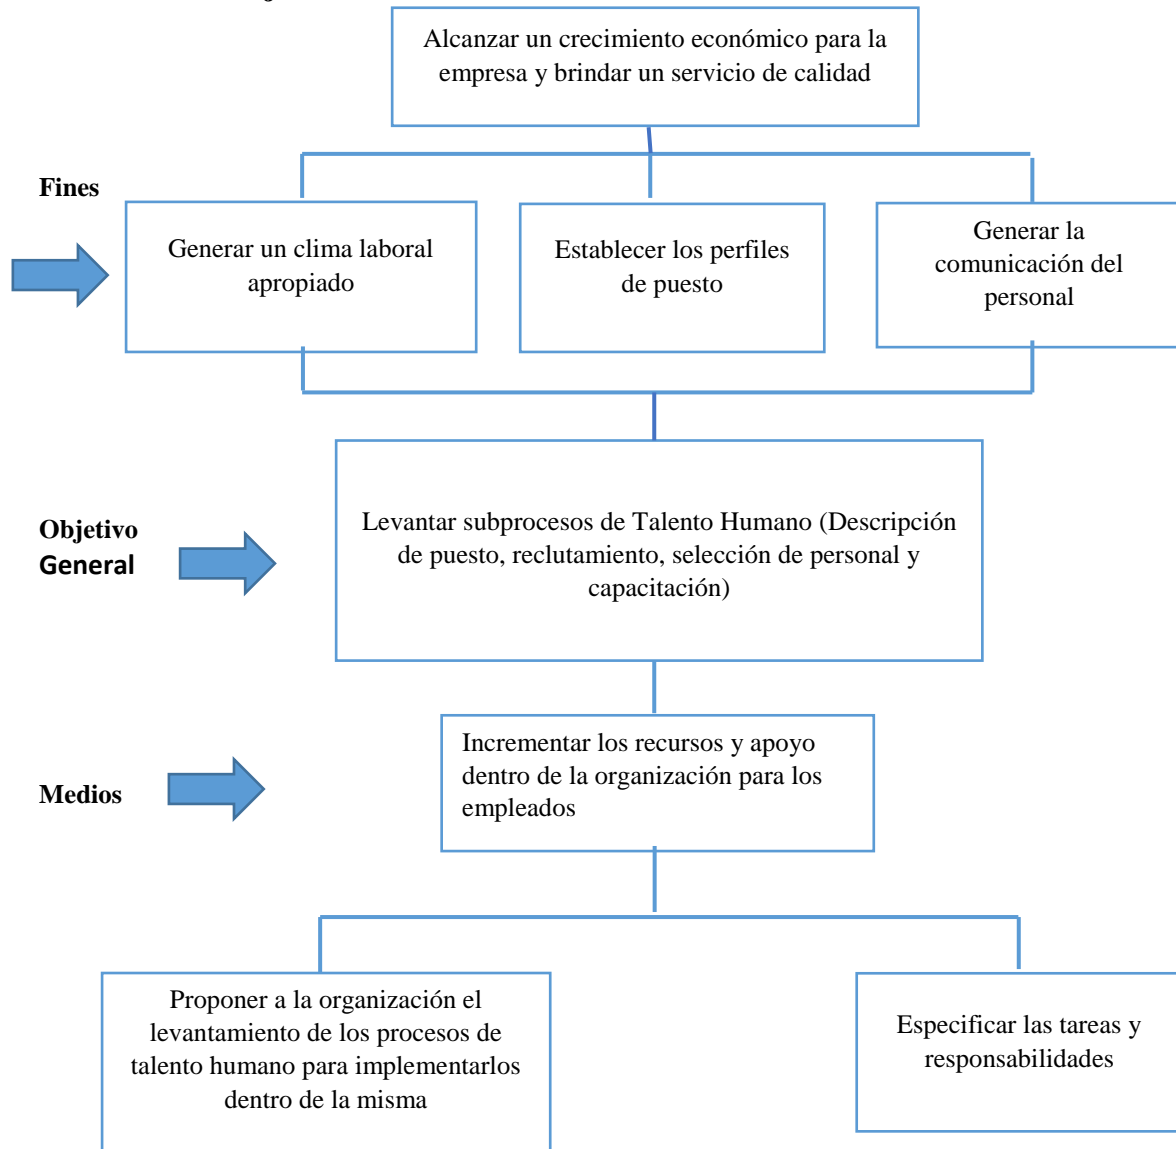 Alcanzar un crecimiento económico para la
empresa y brindar un servicio de calidad
Fines
Generar un clima laboral
apropiado
Establecer los perfiles
de puesto
Generar la
comunicación del
personal
Objetivo
General
Levantar subprocesos de Talento Humano (Descripción
de puesto, reclutamiento, selección de personal y
capacitación)
Medios
Incrementar los recursos y apoyo
dentro de la organización para los
empleados
Proponer a la organización el
levantamiento de los procesos de
talento humano para implementarlos
dentro de la misma
Especificar las tareas y
responsabilidades